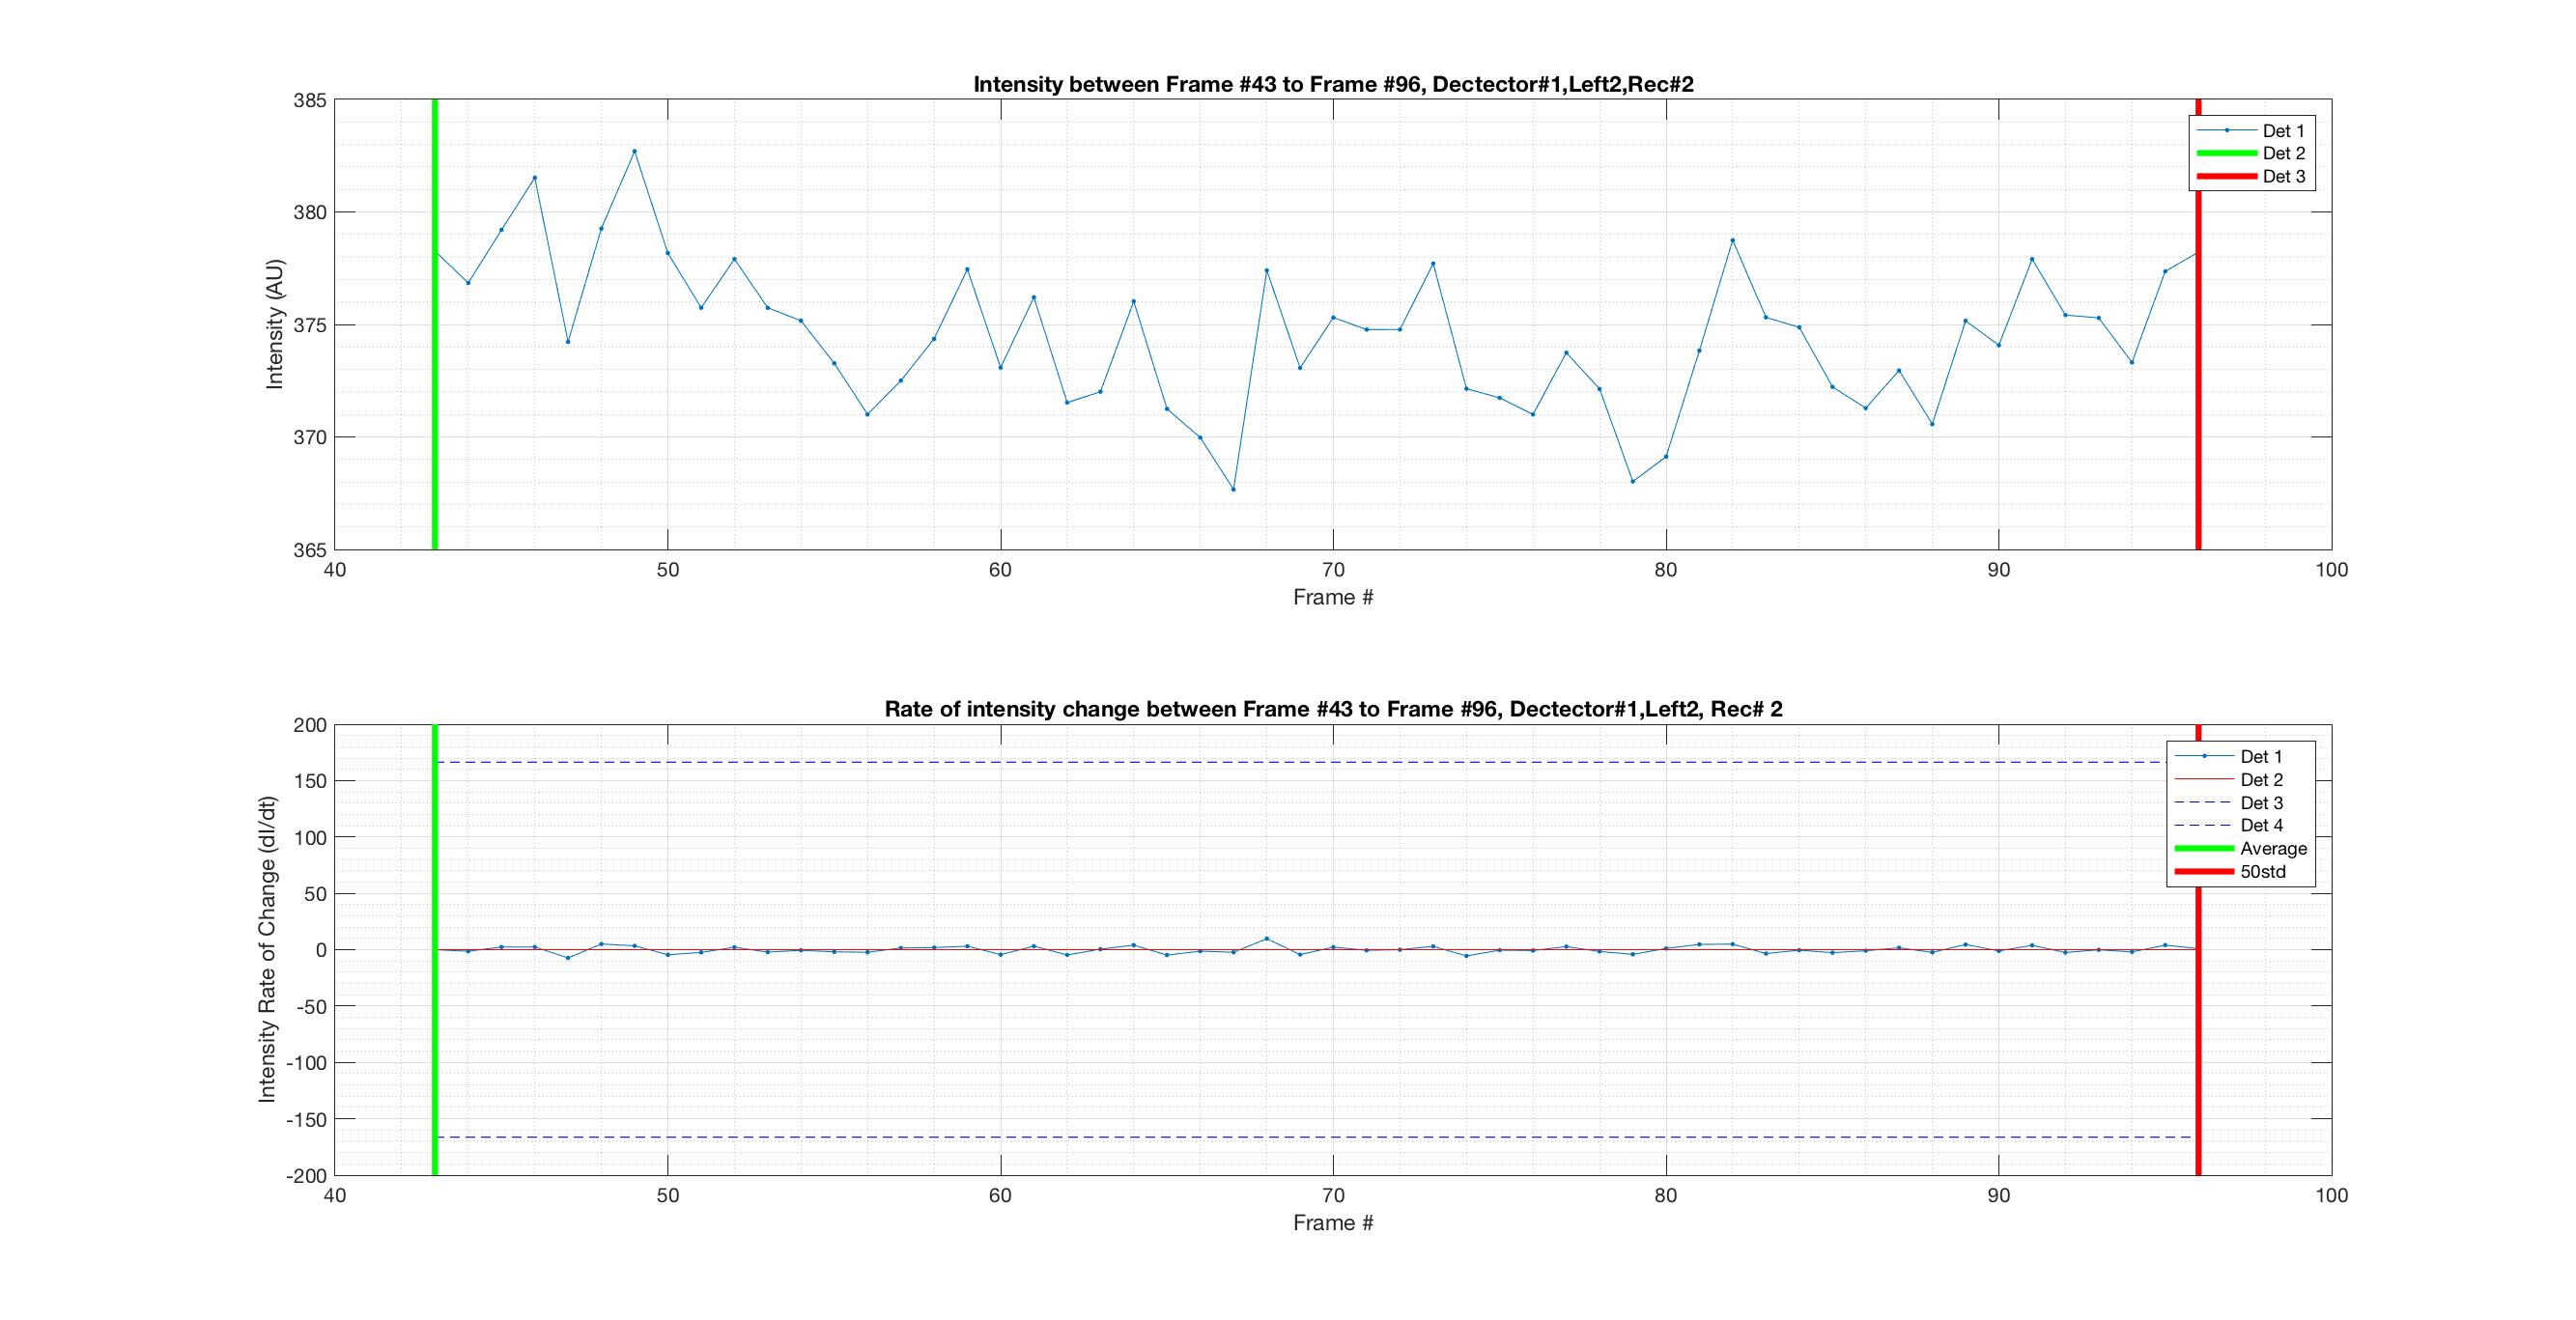 Intensity between Frame #43 to Frame #96, Dectector#1,Left2,Rec#2
385
380
375
370
365
Intensity (AU)
40 50 60 70 80 90 100
Frame #
Det 1
Det 2
Det 3
Rate of intensity change between Frame #43 to Frame #96, Dectector#1,Left2, Rec# 2
200
150
100
50
0
-50
-100
-150
-200
Intensity Rate of Change (dI/dt)
40 50 60 70 80 90 100
Frame #
Det 1
Det 2
Det 3
Det 4
Average
50std